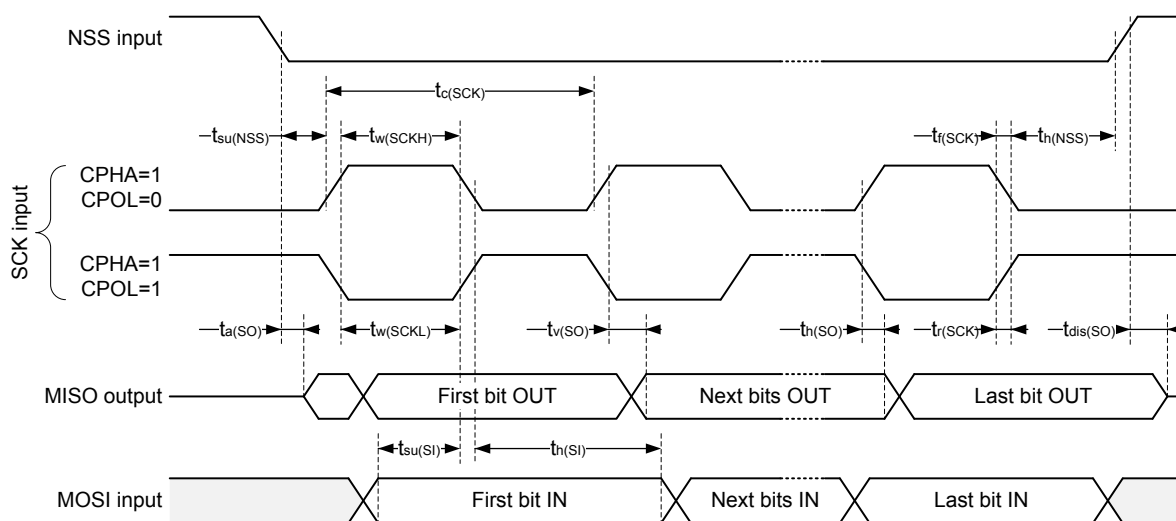 NSS input
tc(SCK)
tsu(NSS)
tw(SCKH)
tf(SCK)
th(NSS)
SCK input
CPHA=1
CPOL=0
CPHA=1
CPOL=1
ta(SO)
tw(SCKL)
tv(SO)
th(SO)
tr(SCK)
tdis(SO)
MISO output
First bit OUT
Next bits OUT
Last bit OUT
tsu(SI)
th(SI)
MOSI input
First bit IN
Next bits IN
Last bit IN